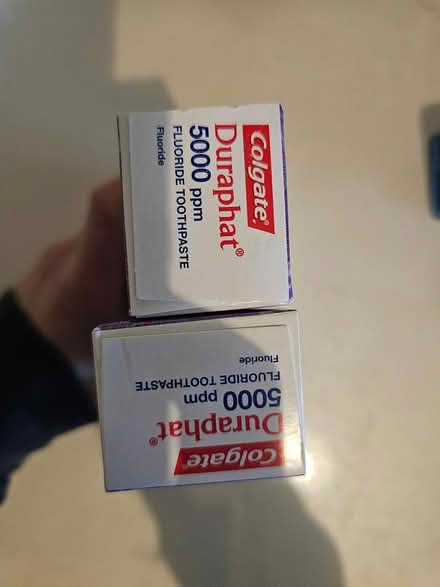 Colgate®
Duraphat®
5000 ppm
FLUORIDE TOOTHPASTE
Fluoride
Colgate®
Duraphat®
5000 ppm
FLUORIDE TOOTHPASTE
Fluoride